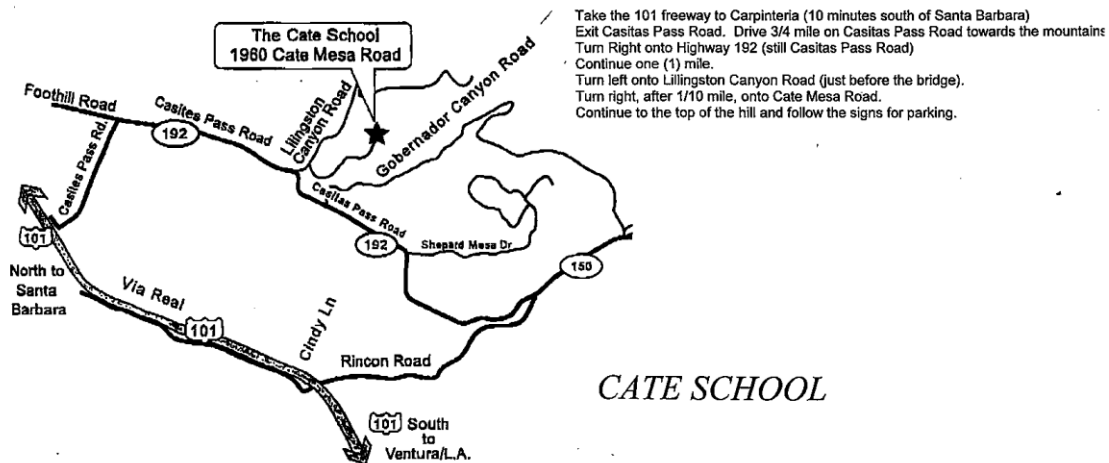 Take the 101 freeway to Carpinteria (10 minutes south of Santa Barbara)
Exit Casitas Pass Road. Drive 3/4 mile on Casitas Pass Road towards the mountains
Turn Right onto Highway 192 (still Casitas Pass Road)
Continue one (1) mile.
Turn left onto Lillingston Canyon Road (just before the bridge).
Turn right, after 1/10 mile, onto Cate Mesa Road.
Continue to the top of the hill and follow the signs for parking.
The Cate School
1960 Cate Mesa Road
Foothill Road
Casites Pass Road
192
Lillingston
Canyon Road
Gobernador Canyon Road
Casites Pass Rd.
Casitas Pass Road
192
Shepard Mesa Dr
150
101
North to
Santa
Barbara
Via Real
101
Cindy Ln
Rincon Road
CATE SCHOOL
101 South
to
Ventura/L.A.